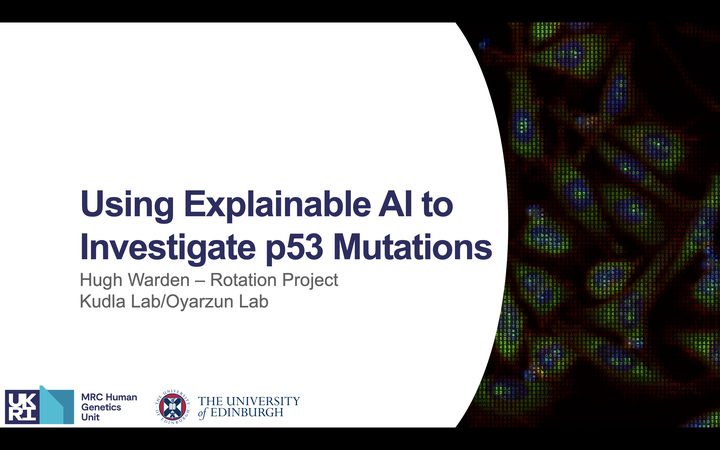 Using Explainable AI to
Investigate p53 Mutations
Hugh Warden – Rotation Project
Kudla Lab/Oyarzun Lab
UK
RI
MRC Human
Genetics
Unit
THE UNIVERSITY
of EDINBURGH